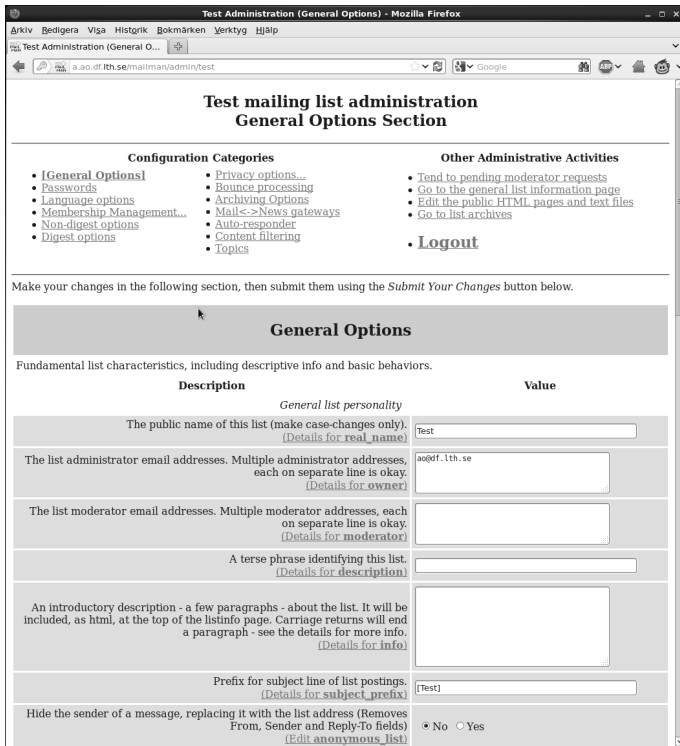 Test Administration (General Options) - Mozilla Firefox
Arkiv Redigera Visa Historik Bokmärken Verktyg Hjälp
Test Administration (General O...
a.ao.df.lth.se/mailman/admin/test
Google
ABP
Test mailing list administration
General Options Section
Configuration Categories
[General Options]
Passwords
Language options
Membership Management...
Non-digest options
Digest options
Privacy options...
Bounce processing
Archiving Options
Mail<->News gateways
Auto-responder
Content filtering
Topics
Other Administrative Activities
Tend to pending moderator requests
Go to the general list information page
Edit the public HTML pages and text files
Go to list archives
Logout
Make your changes in the following section, then submit them using the Submit Your Changes button below.
General Options
Fundamental list characteristics, including descriptive info and basic behaviors.
Description Value
General list personality
The public name of this list (make case-changes only).
(Details for real_name)
Test
The list administrator email addresses. Multiple administrator addresses,
each on separate line is okay.
(Details for owner)
ao@df.lth.se
The list moderator email addresses. Multiple moderator addresses, each
on separate line is okay.
(Details for moderator)
A terse phrase identifying this list.
(Details for description)
An introductory description - a few paragraphs - about the list. It will be
included, as html, at the top of the listinfo page. Carriage returns will end
a paragraph - see the details for more info.
(Details for info)
Prefix for subject line of list postings.
(Details for subject_prefix)
[Test]
Hide the sender of a message, replacing it with the list address (Removes
From, Sender and Reply-To fields)
(Edit anonymous_list)
No Yes